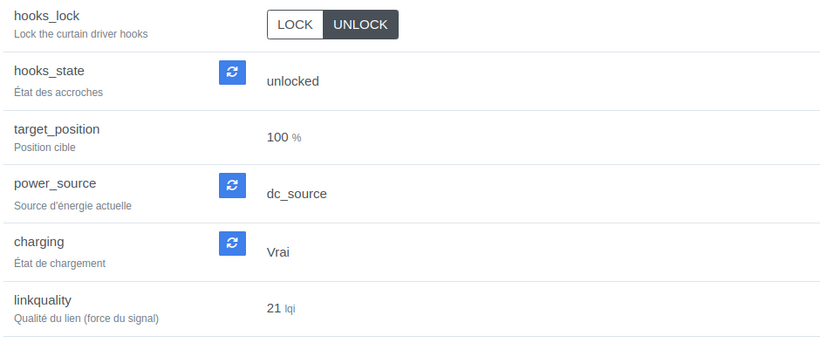 hooks_lock
Lock the curtain driver hooks
LOCK UNLOCK
hooks_state
État des accroches
unlocked
target_position
Position cible
100 %
power_source
Source d'énergie actuelle
dc_source
charging
État de chargement
Vrai
linkquality
Qualité du lien (force du signal)
21 lqi